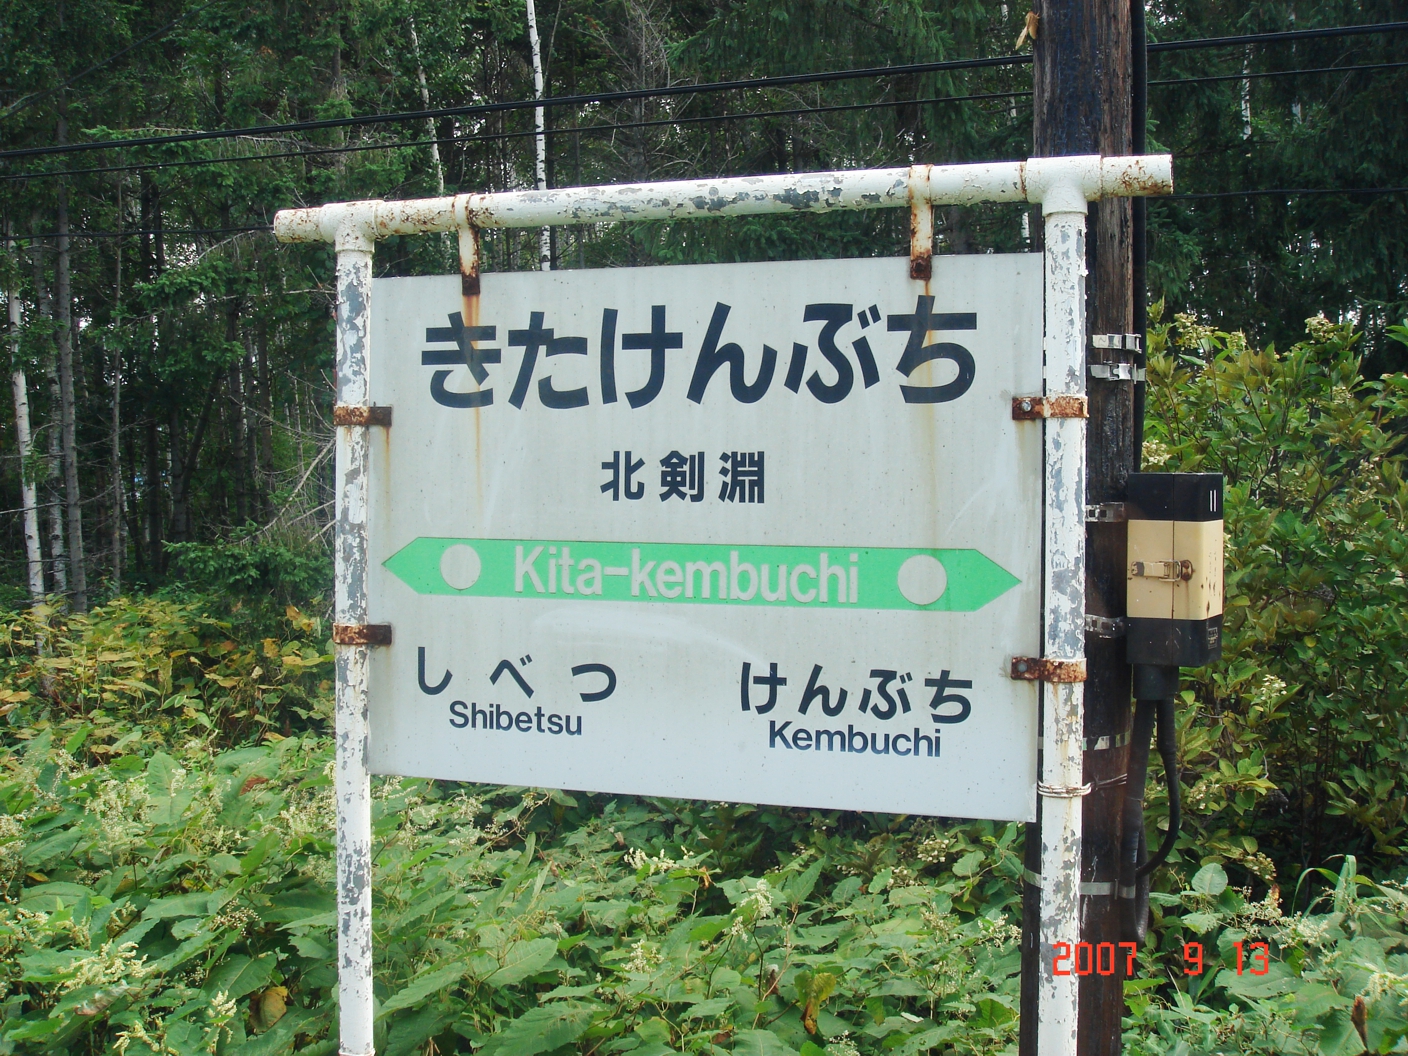 きたけんぶち
北剣淵
Kita-kembuchi
しべつ けんぶち
Shibetsu Kembuchi
2007 9 13